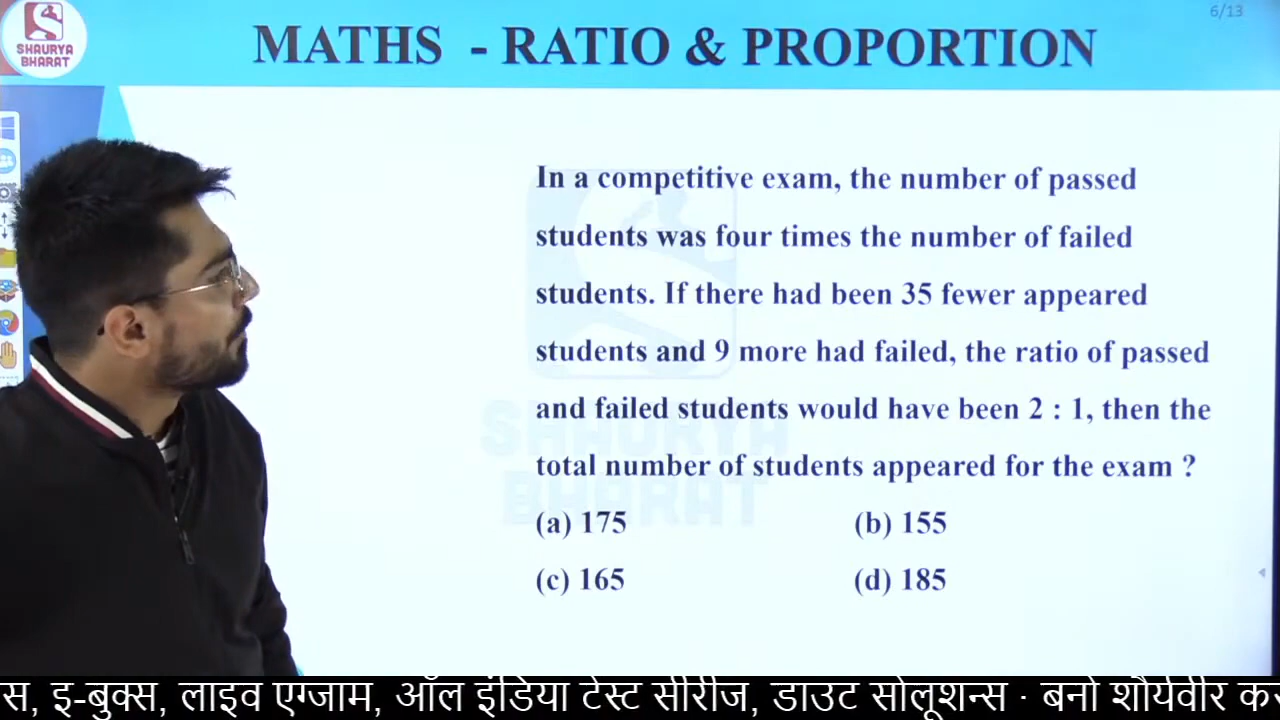 6/13
SHAURYA
BHARAT
MATHS - RATIO & PROPORTION
In a competitive exam, the number of passed
students was four times the number of failed
students. If there had been 35 fewer appeared
students and 9 more had failed, the ratio of passed
and failed students would have been 2 : 1, then the
total number of students appeared for the exam ?
SHAURYA
BHARAT
(a) 175 (b) 155
(c) 165 (d) 185
स, इ-बुक्स, लाइव एग्जाम, ऑल इंडिया टेस्ट सीरीज, डाउट सोलूशन्स · बनो शौर्यवीर